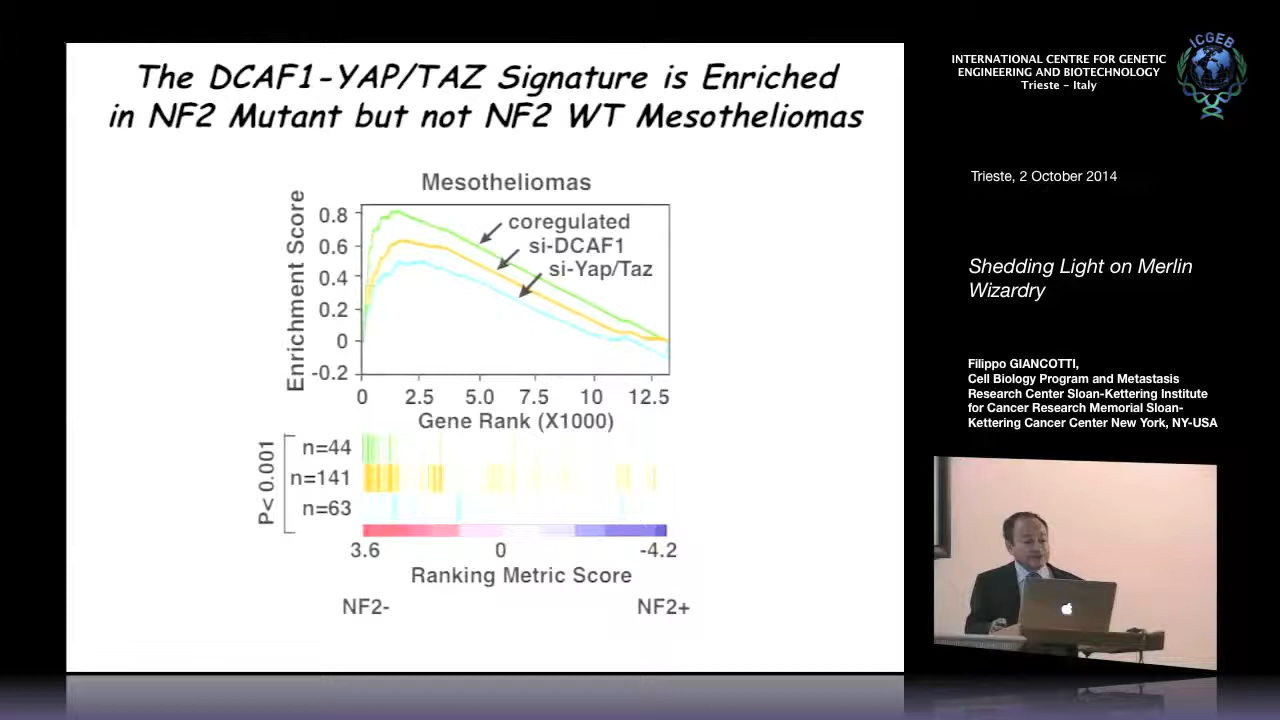 The DCAF1-YAP/TAZ Signature is Enriched
in NF2 Mutant but not NF2 WT Mesotheliomas
Mesotheliomas
Enrichment Score
0.8
0.6
0.4
0.2
0
-0.2
coregulated
si-DCAF1
si-Yap/Taz
0 2.5 5.0 7.5 10 12.5
Gene Rank (X1000)
P< 0.001
n=44
n=141
n=63
3.6 0 -4.2
Ranking Metric Score
NF2- NF2+
INTERNATIONAL CENTRE FOR GENETIC
ENGINEERING AND BIOTECHNOLOGY
Trieste - Italy
ICGEB
Trieste, 2 October 2014
Shedding Light on Merlin
Wizardry
Filippo GIANCOTTI,
Cell Biology Program and Metastasis
Research Center Sloan-Kettering Institute
for Cancer Research Memorial Sloan-
Kettering Cancer Center New York, NY-USA